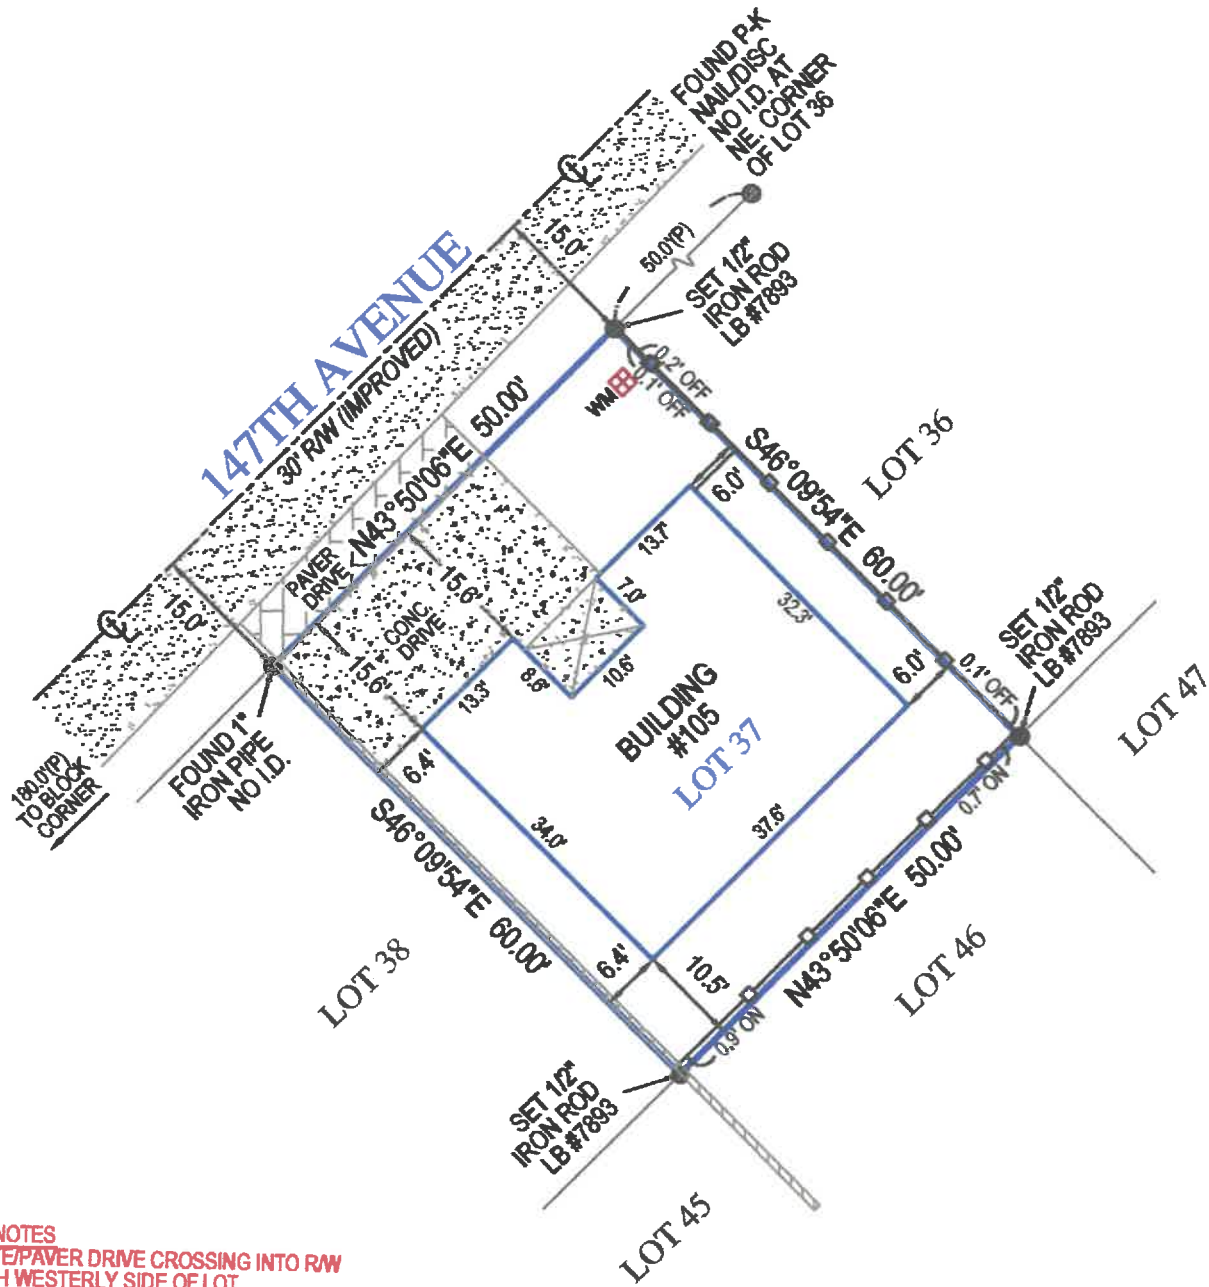 FOUND P-K
NAIL/DISC
NO I.D. AT
NE. CORNER
OF LOT 36
15.0'
50.0'(P)
SET 1/2"
IRON ROD
LB #7893
147TH AVENUE
30' R/W (IMPROVED)
N43°50'06"E 50.00'
WM
0.2' OFF
0.1' OFF
S46°09'54"E 60.00'
LOT 36
6.0'
13.7'
7.0'
32.3'
PAVER
DRIVE
15.6'
CONC.
DRIVE
15.0'
15.6'
13.3'
8.6'
10.6'
6.0'
0.1' OFF
SET 1/2"
IRON ROD
LB #7893
LOT 47
BUILDING
#105
LOT 37
180.0'(P)
TO BLOCK
CORNER
FOUND 1"
IRON PIPE
NO I.D.
6.4'
34.0'
37.6'
0.7' ON
S46°09'54"E 60.00'
N43°50'06"E 50.00'
LOT 38
6.4'
10.5'
LOT 46
0.9' ON
SET 1/2"
IRON ROD
LB #7893
LOT 45
NOTES
TE/PAVER DRIVE CROSSING INTO R/W
H WESTERLY SIDE OF LOT